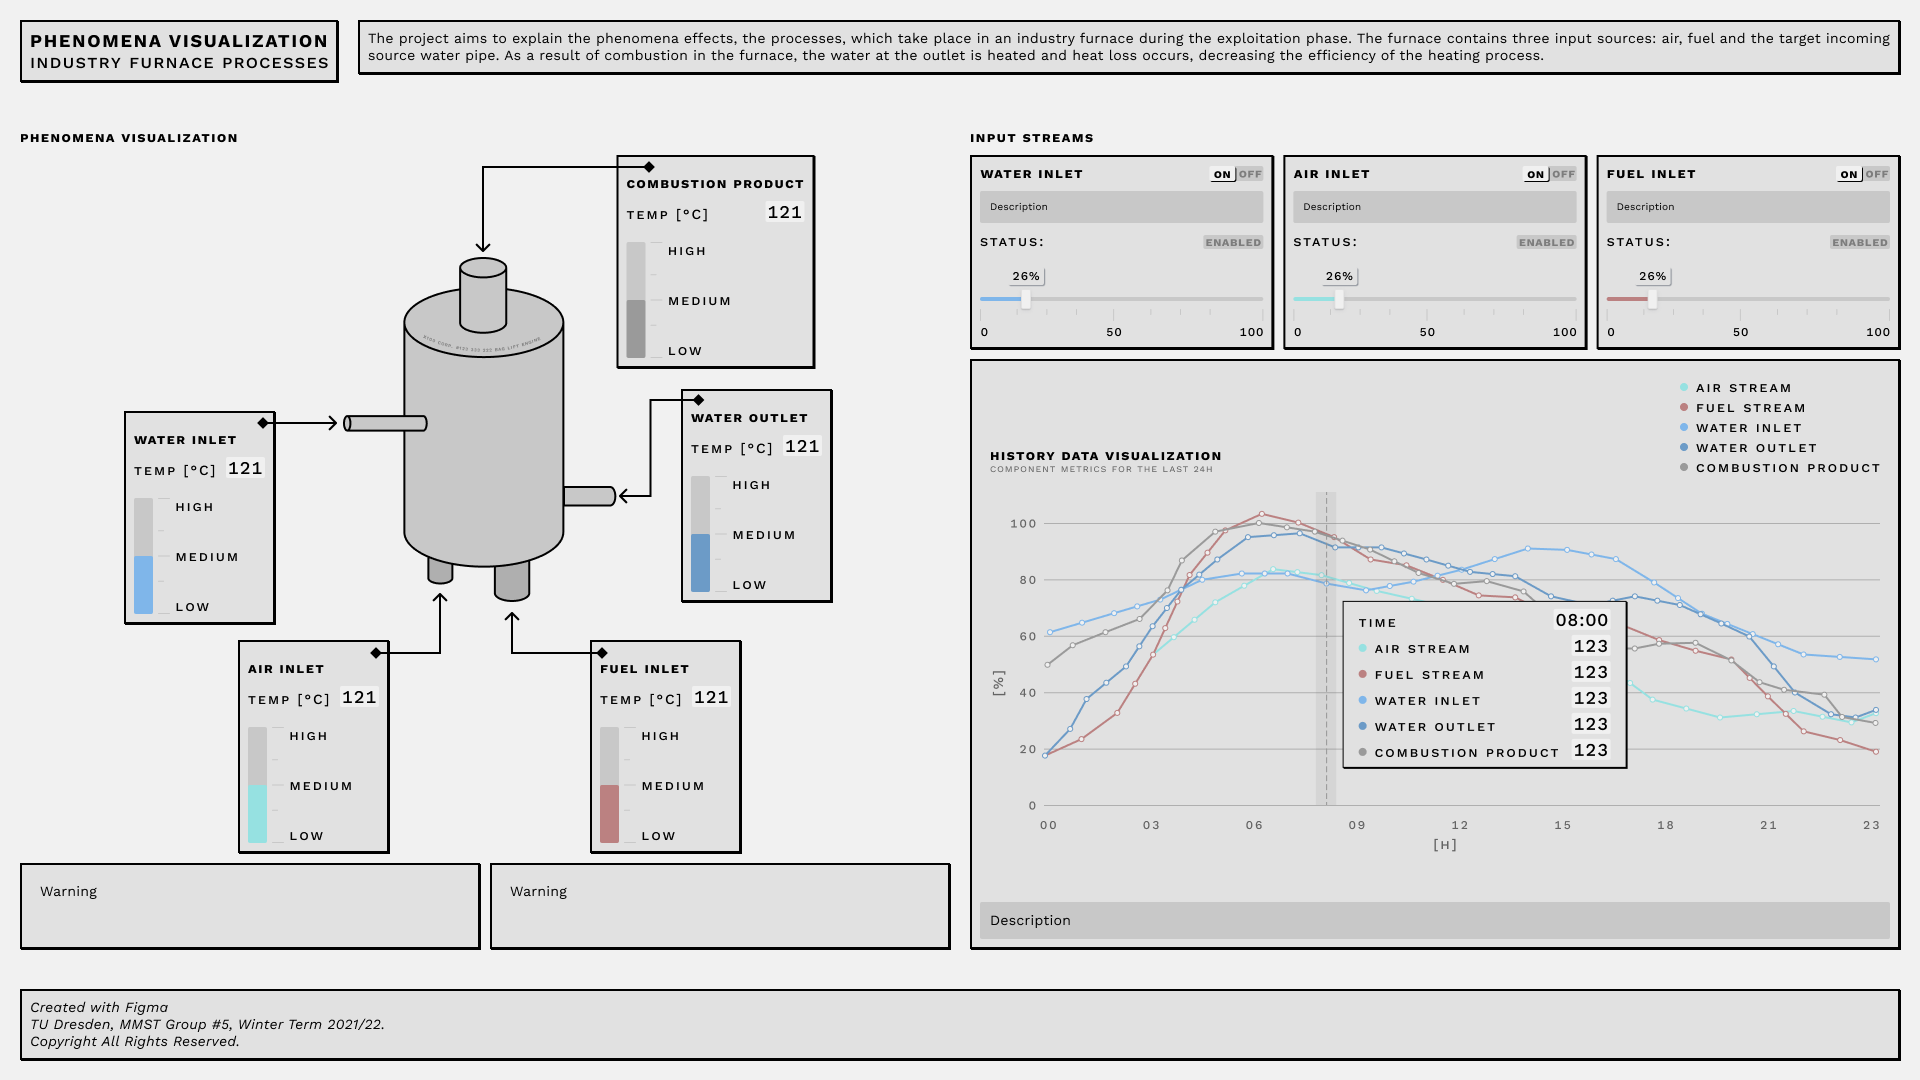 PHENOMENA VISUALIZATION
INDUSTRY FURNACE PROCESSES
The project aims to explain the phenomena effects, the processes, which take place in an industry furnace during the exploitation phase. The furnace contains three input sources: air, fuel and the target incoming
source water pipe. As a result of combustion in the furnace, the water at the outlet is heated and heat loss occurs, decreasing the efficiency of the heating process.
PHENOMENA VISUALIZATION
COMBUSTION PRODUCT
TEMP [°C] 121
HIGH
MEDIUM
LOW
WATER INLET
TEMP [°C] 121
HIGH
MEDIUM
LOW
WATER OUTLET
TEMP [°C] 121
HIGH
MEDIUM
LOW
AIR INLET
TEMP [°C] 121
HIGH
MEDIUM
LOW
FUEL INLET
TEMP [°C] 121
HIGH
MEDIUM
LOW
Warning
Warning
INPUT STREAMS
WATER INLET ON OFF
Description
STATUS: ENABLED
26%
0 50 100
AIR INLET ON OFF
Description
STATUS: ENABLED
26%
0 50 100
FUEL INLET ON OFF
Description
STATUS: ENABLED
26%
0 50 100
AIR STREAM
FUEL STREAM
WATER INLET
WATER OUTLET
COMBUSTION PRODUCT
HISTORY DATA VISUALIZATION
COMPONENT METRICS FOR THE LAST 24H
100
80
60
40
20
0
[%]
00 03 06 09 12 15 18 21 23
[H]
TIME 08:00
AIR STREAM 123
FUEL STREAM 123
WATER INLET 123
WATER OUTLET 123
COMBUSTION PRODUCT 123
Description
Created with Figma
TU Dresden, MMST Group #5, Winter Term 2021/22.
Copyright All Rights Reserved.